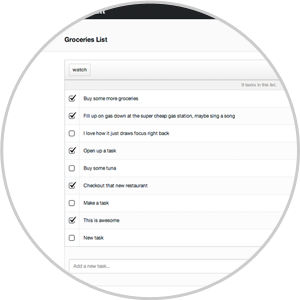 Groceries List
watch
9 tasks in this list.
Buy some more groceries
Fill up on gas down at the super cheap gas station, maybe sing a song
I love how it just draws focus right back
Open up a task
Buy some tuna
Checkout that new restaurant
Make a task
This is awesome
New task
Add a new task...